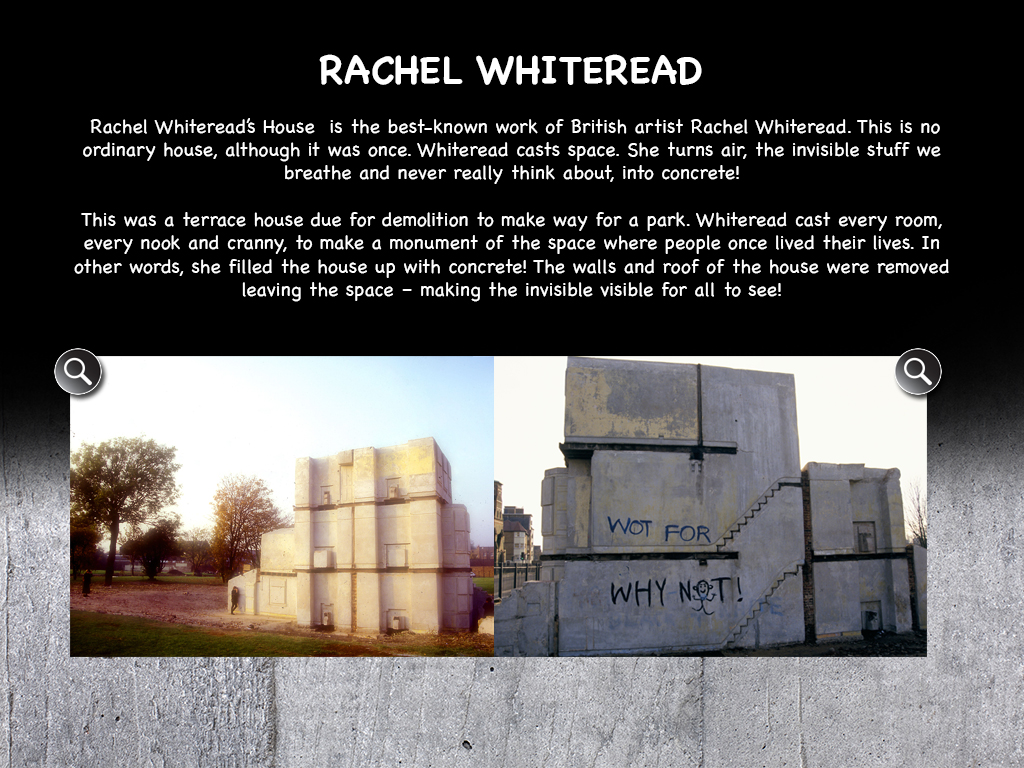 RACHEL WHITEREAD
Rachel Whiteread's House is the best-known work of British artist Rachel Whiteread. This is no
ordinary house, although it was once. Whiteread casts space. She turns air, the invisible stuff we
breathe and never really think about, into concrete!
This was a terrace house due for demolition to make way for a park. Whiteread cast every room,
every nook and cranny, to make a monument of the space where people once lived their lives. In
other words, she filled the house up with concrete! The walls and roof of the house were removed
leaving the space – making the invisible visible for all to see!
WOT FOR
WHY NOT!